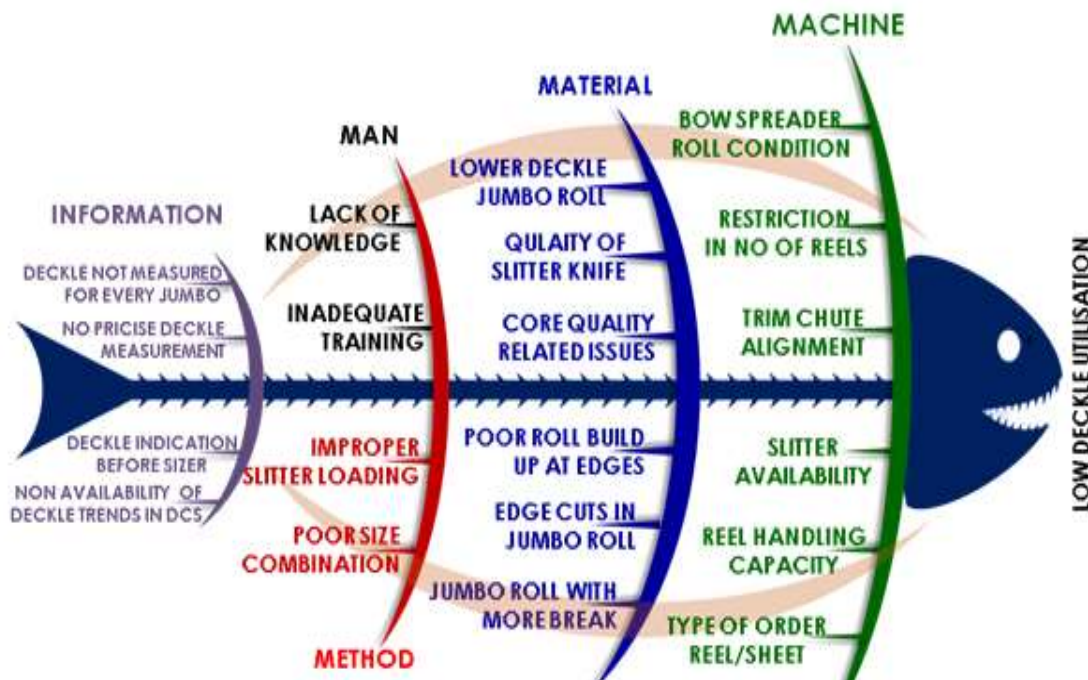 MACHINE
BOW SPREADER
ROLL CONDITION
RESTRICTION
IN NO OF REELS
TRIM CHUTE
ALIGNMENT
SLITTER
AVAILABILITY
REEL HANDLING
CAPACITY
TYPE OF ORDER
REEL/SHEET
MATERIAL
LOWER DECKLE
JUMBO ROLL
QULAITY OF
SLITTER KNIFE
CORE QUALITY
RELATED ISSUES
POOR ROLL BUILD
UP AT EDGES
EDGE CUTS IN
JUMBO ROLL
JUMBO ROLL WITH
MORE BREAK
MAN
LACK OF
KNOWLEDGE
INADEQUATE
TRAINING
IMPROPER
SLITTER LOADING
POOR SIZE
COMBINATION
METHOD
INFORMATION
DECKLE NOT MEASURED
FOR EVERY JUMBO
NO PRICISE DECKLE
MEASUREMENT
DECKLE INDICATION
BEFORE SIZER
NON AVAILABILITY OF
DECKLE TRENDS IN DCS
LOW DECKLE UTILISATION